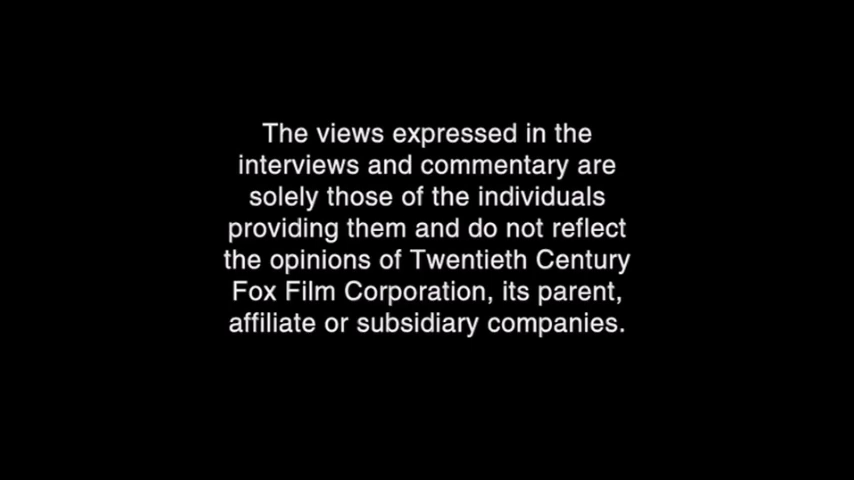 The views expressed in the
interviews and commentary are
solely those of the individuals
providing them and do not reflect
the opinions of Twentieth Century
Fox Film Corporation, its parent,
affiliate or subsidiary companies.